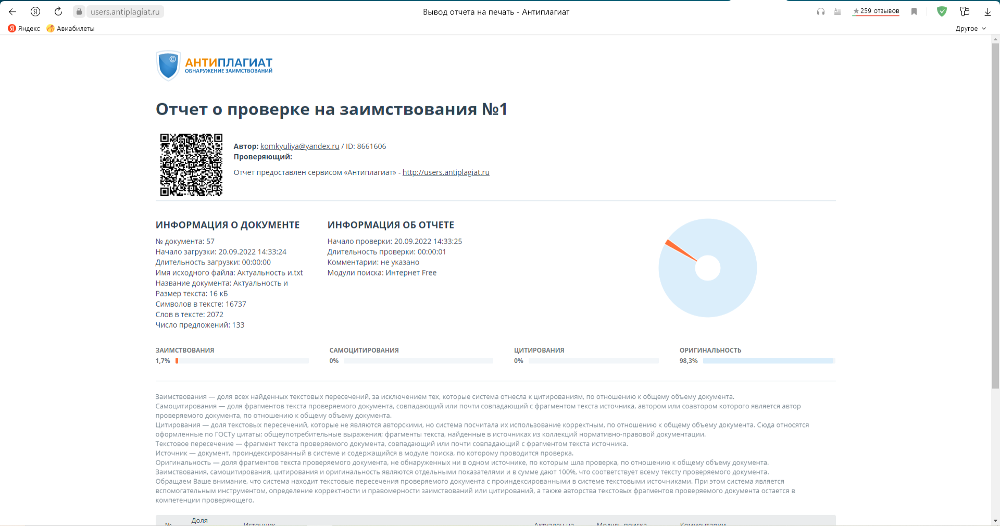 users.antiplagiat.ru
Вывод отчета на печать - Антиплагиат
259 отзывов
Яндекс
Авиабилеты
Другое
АНТИПЛАГИАТ
ОБНАРУЖЕНИЕ ЗАИМСТВОВАНИЙ
Отчет о проверке на заимствования №1
Автор: komkyuliya@yandex.ru / ID: 8661606
Проверяющий:
Отчет предоставлен сервисом «Антиплагиат» - http://users.antiplagiat.ru
ИНФОРМАЦИЯ О ДОКУМЕНТЕ
№ документа: 57
Начало загрузки: 20.09.2022 14:33:24
Длительность загрузки: 00:00:00
Имя исходного файла: Актуальность и.txt
Название документа: Актуальность и
Размер текста: 16 кБ
Символов в тексте: 16737
Слов в тексте: 2072
Число предложений: 133
ИНФОРМАЦИЯ ОБ ОТЧЕТЕ
Начало проверки: 20.09.2022 14:33:25
Длительность проверки: 00:00:01
Комментарии: не указано
Модули поиска: Интернет Free
ЗАИМСТВОВАНИЯ
1,7%
САМОЦИТИРОВАНИЯ
0%
ЦИТИРОВАНИЯ
0%
ОРИГИНАЛЬНОСТЬ
98,3%
Заимствования — доля всех найденных текстовых пересечений, за исключением тех, которые система отнесла к цитированиям, по отношению к общему объему документа.
Самоцитирования — доля фрагментов текста проверяемого документа, совпадающий или почти совпадающий с фрагментом текста источника, автором или соавтором которого является автор
проверяемого документа, по отношению к общему объему документа.
Цитирования — доля текстовых пересечений, которые не являются авторскими, но система посчитала их использование корректным, по отношению к общему объему документа. Сюда относятся
оформленные по ГОСТу цитаты; общеупотребительные выражения; фрагменты текста, найденные в источниках из коллекций нормативно-правовой документации.
Текстовое пересечение — фрагмент текста проверяемого документа, совпадающий или почти совпадающий с фрагментом текста источника.
Источник — документ, проиндексированный в системе и содержащийся в модуле поиска, по которому проводится проверка.
Оригинальность — доля фрагментов текста проверяемого документа, не обнаруженных ни в одном источнике, по которым шла проверка, по отношению к общему объему документа.
Заимствования, самоцитирования, цитирования и оригинальность являются отдельными показателями и в сумме дают 100%, что соответствует всему тексту проверяемого документа.
Обращаем Ваше внимание, что система находит текстовые пересечения проверяемого документа с проиндексированными в системе текстовыми источниками. При этом система является
вспомогательным инструментом, определение корректности и правомерности заимствований или цитирований, а также авторства текстовых фрагментов проверяемого документа остается в
компетенции проверяющего.
Доля
№ Источник Актуален на Модуль поиска Комментарии